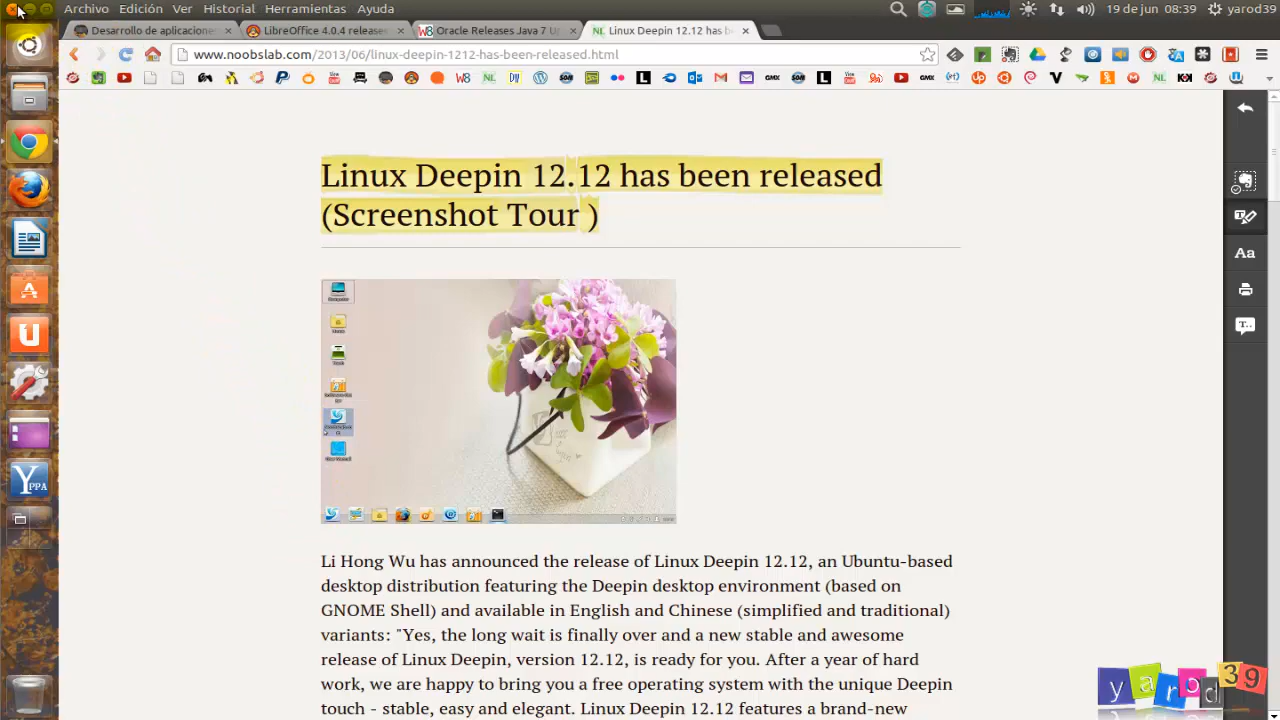 Archivo Edición Ver Historial Herramientas Ayuda 19 de jun 08:39 yarod39
Desarrollo de aplicacione × LibreOffice 4.0.4 release × Oracle Releases Java 7 U × Linux Deepin 12.12 has b ×
www.noobslab.com/2013/06/linux-deepin-1212-has-been-released.html
Linux Deepin 12.12 has been released
(Screenshot Tour )
Aa
Li Hong Wu has announced the release of Linux Deepin 12.12, an Ubuntu-based
desktop distribution featuring the Deepin desktop environment (based on
GNOME Shell) and available in English and Chinese (simplified and traditional)
variants: "Yes, the long wait is finally over and a new stable and awesome
release of Linux Deepin, version 12.12, is ready for you. After a year of hard
work, we are happy to bring you a free operating system with the unique Deepin
touch - stable, easy and elegant. Linux Deepin 12.12 features a brand-new
YPPA
yarod39